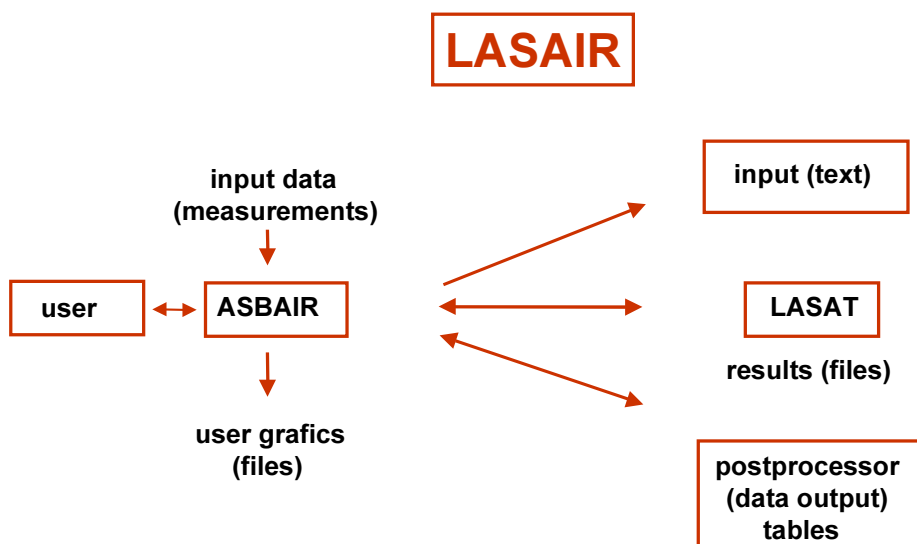 LASAIR
input data
(measurements)
input (text)
user
ASBAIR
LASAT
results (files)
user grafics
(files)
postprocessor
(data output)
tables